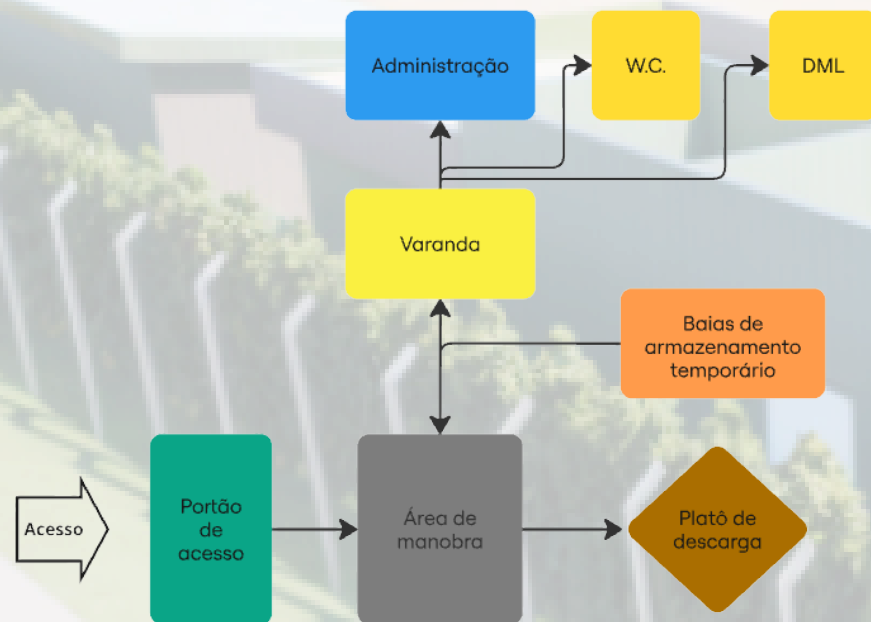 Administração
W.C.
DML
Varanda
Baias de
armazenamento
temporário
Acesso
Portão
de
acesso
Área de
manobra
Platô de
descarga